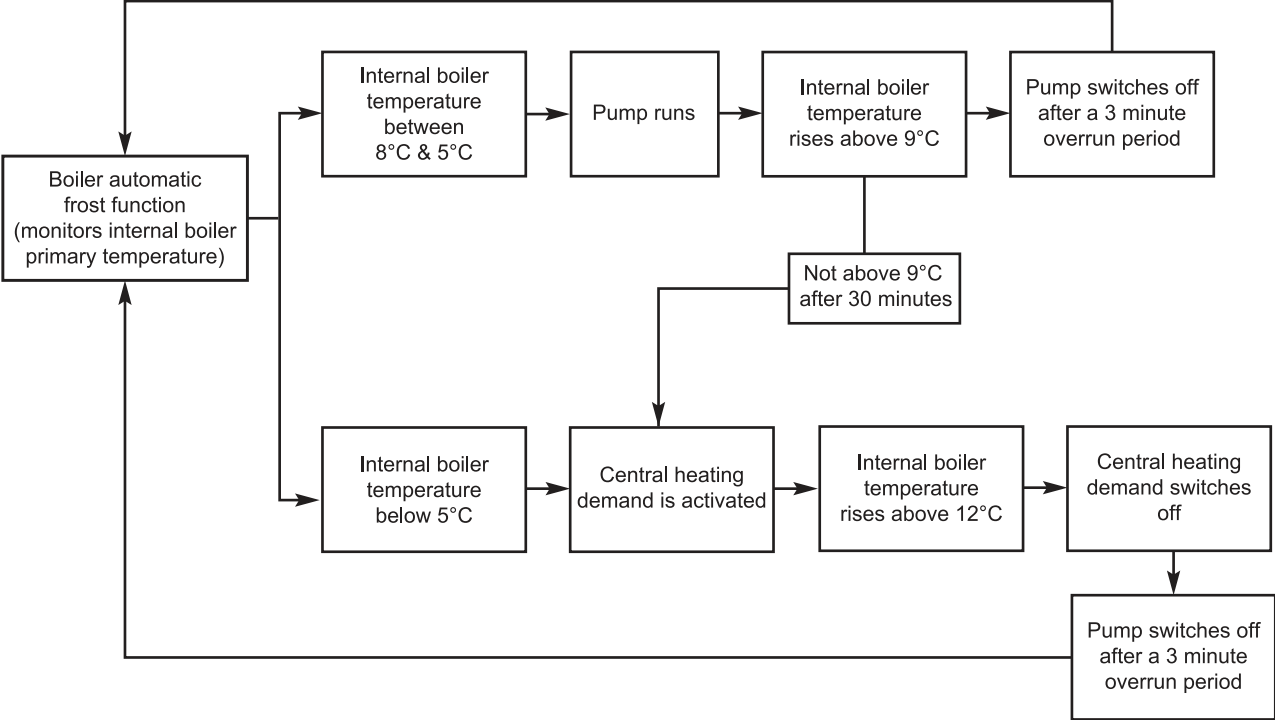 Boiler automatic
frost function
(monitors internal boiler
primary temperature)
Internal boiler
temperature
between
8°C & 5°C
Pump runs
Internal boiler
temperature
rises above 9°C
Pump switches off
after a 3 minute
overrun period
Not above 9°C
after 30 minutes
Internal boiler
temperature
below 5°C
Central heating
demand is activated
Internal boiler
temperature
rises above 12°C
Central heating
demand switches
off
Pump switches off
after a 3 minute
overrun period